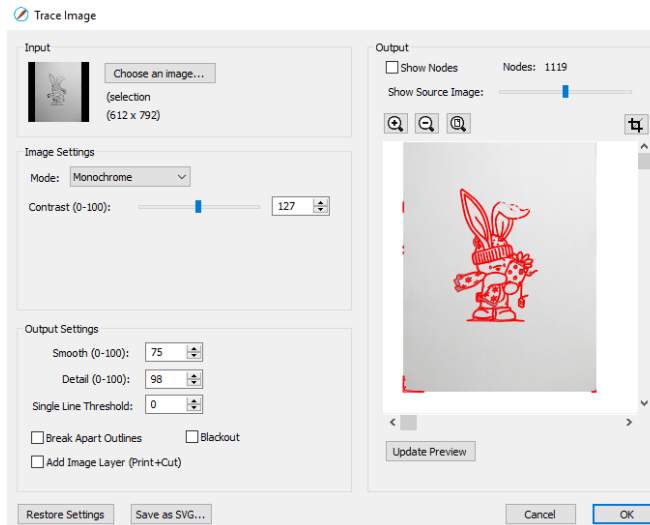 Trace Image
Input
Choose an image...
(selection
(612 x 792)
Image Settings
Mode: Monochrome
Contrast (0-100): 127
Output Settings
Smooth (0-100): 75
Detail (0-100): 98
Single Line Threshold: 0
Break Apart Outlines Blackout
Add Image Layer (Print+Cut)
Restore Settings Save as SVG...
Output
Show Nodes Nodes: 1119
Show Source Image:
Update Preview
Cancel OK